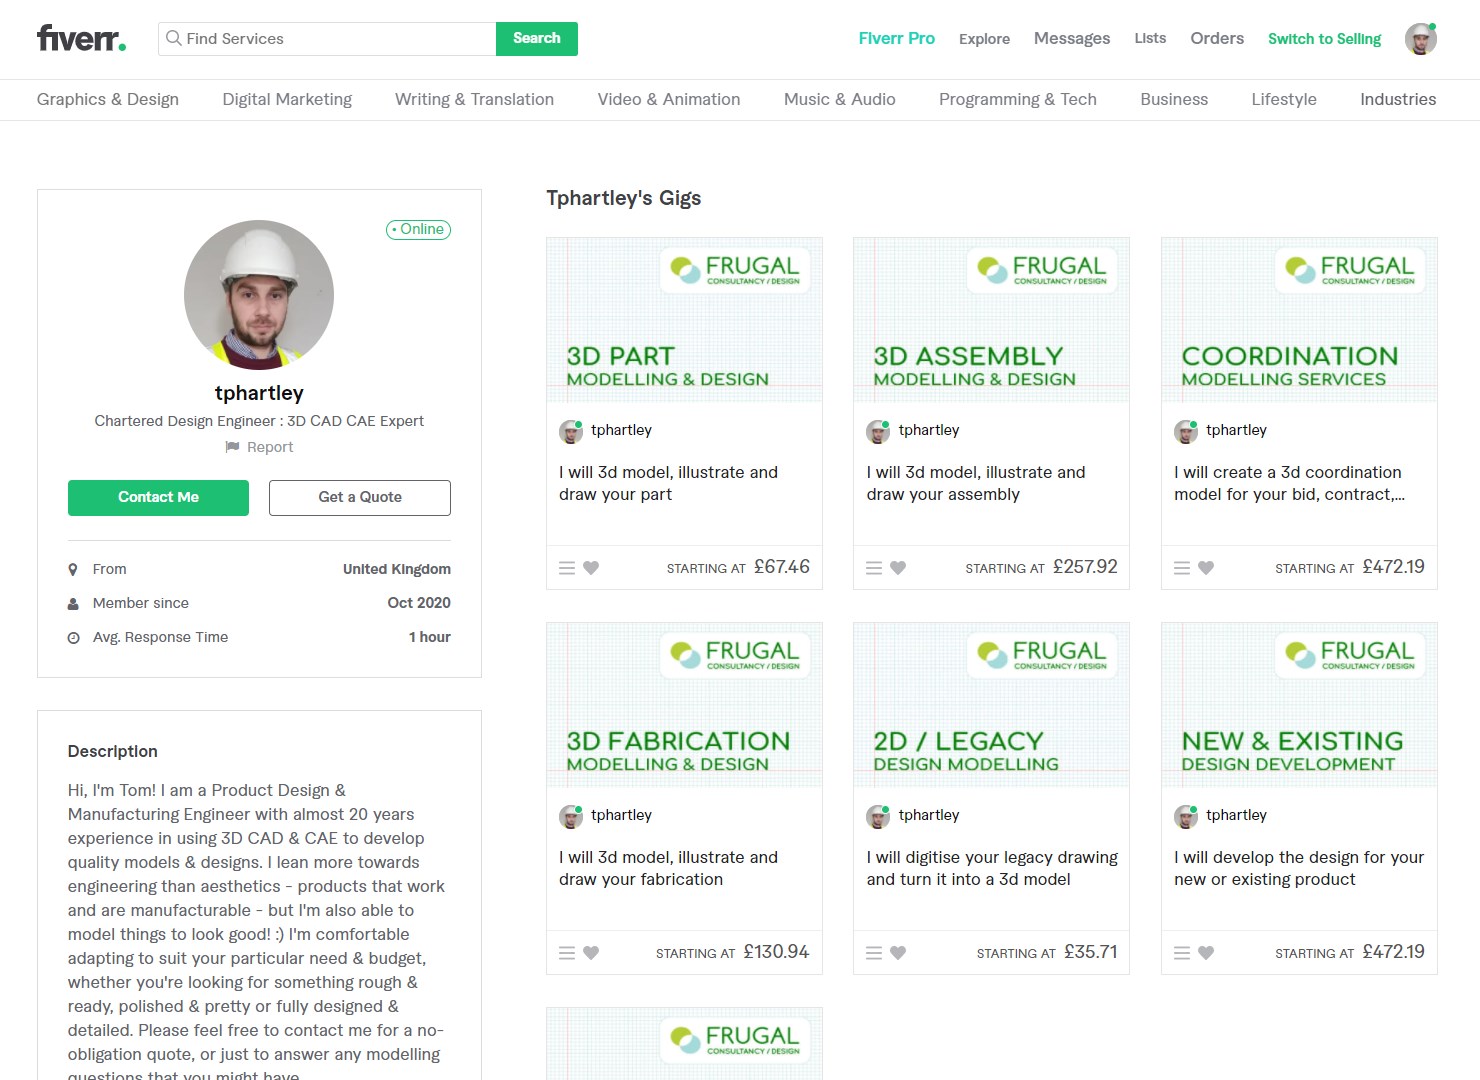 fiverr.
Find Services
Search
Fiverr Pro
Explore
Messages
Lists
Orders
Switch to Selling
Graphics & Design
Digital Marketing
Writing & Translation
Video & Animation
Music & Audio
Programming & Tech
Business
Lifestyle
Industries
• Online
tphartley
Chartered Design Engineer : 3D CAD CAE Expert
Report
Contact Me
Get a Quote
From
United Kingdom
Member since
Oct 2020
Avg. Response Time
1 hour
Description
Hi, I'm Tom! I am a Product Design &
Manufacturing Engineer with almost 20 years
experience in using 3D CAD & CAE to develop
quality models & designs. I lean more towards
engineering than aesthetics - products that work
and are manufacturable - but I'm also able to
model things to look good! :) I'm comfortable
adapting to suit your particular need & budget,
whether you're looking for something rough &
ready, polished & pretty or fully designed &
detailed. Please feel free to contact me for a no-
obligation quote, or just to answer any modelling
questions that you might have.
Tphartley's Gigs
FRUGAL
CONSULTANCY / DESIGN
3D PART
MODELLING & DESIGN
tphartley
I will 3d model, illustrate and
draw your part
STARTING AT £67.46
FRUGAL
CONSULTANCY / DESIGN
3D ASSEMBLY
MODELLING & DESIGN
tphartley
I will 3d model, illustrate and
draw your assembly
STARTING AT £257.92
FRUGAL
CONSULTANCY / DESIGN
COORDINATION
MODELLING SERVICES
tphartley
I will create a 3d coordination
model for your bid, contract,...
STARTING AT £472.19
FRUGAL
CONSULTANCY / DESIGN
3D FABRICATION
MODELLING & DESIGN
tphartley
I will 3d model, illustrate and
draw your fabrication
STARTING AT £130.94
FRUGAL
CONSULTANCY / DESIGN
2D / LEGACY
DESIGN MODELLING
tphartley
I will digitise your legacy drawing
and turn it into a 3d model
STARTING AT £35.71
FRUGAL
CONSULTANCY / DESIGN
NEW & EXISTING
DESIGN DEVELOPMENT
tphartley
I will develop the design for your
new or existing product
STARTING AT £472.19
FRUGAL
CONSULTANCY / DESIGN